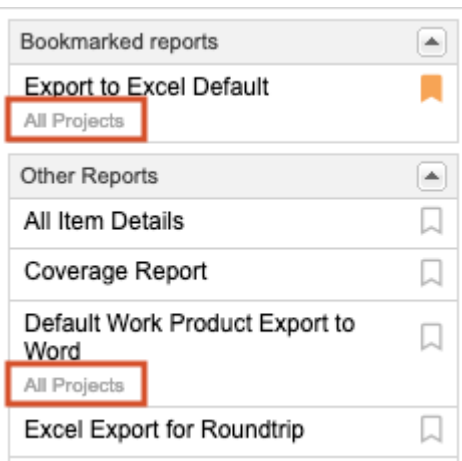 Bookmarked reports
Export to Excel Default
All Projects
Other Reports
All Item Details
Coverage Report
Default Work Product Export to
Word
All Projects
Excel Export for Roundtrip